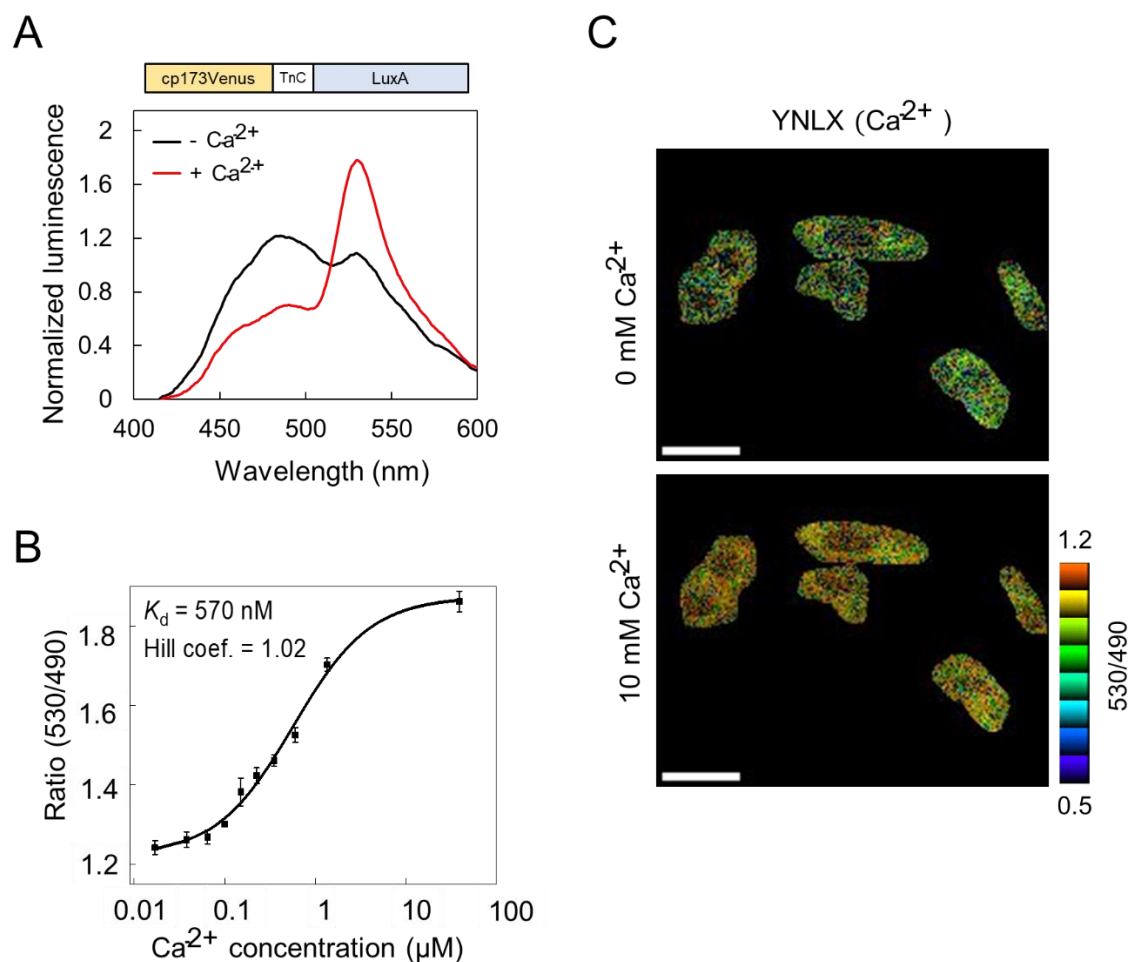 A
cp173Venus TnC LuxA
Normalized luminescence
2
1.6
1.2
0.8
0.4
0
- Ca2+
+ Ca2+
400 450 500 550 600
Wavelength (nm)
B
Ratio (530/490)
1.8
1.6
1.4
1.2
Kd = 570 nM
Hill coef. = 1.02
0.01 0.1 1 10 100
Ca2+ concentration (µM)
C
YNLX (Ca2+ )
0 mM Ca2+
10 mM Ca2+
1.2
530/490
0.5